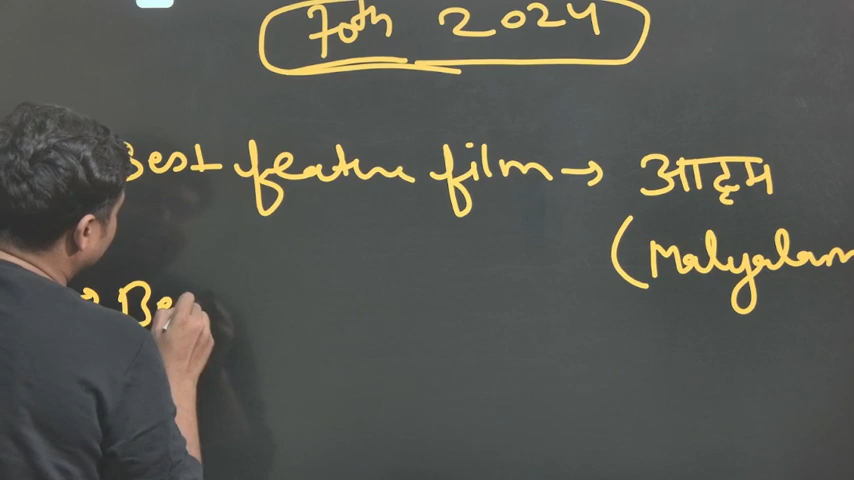 70th 2024
Best feature film → आट्टम
(Malyalam
→ Be